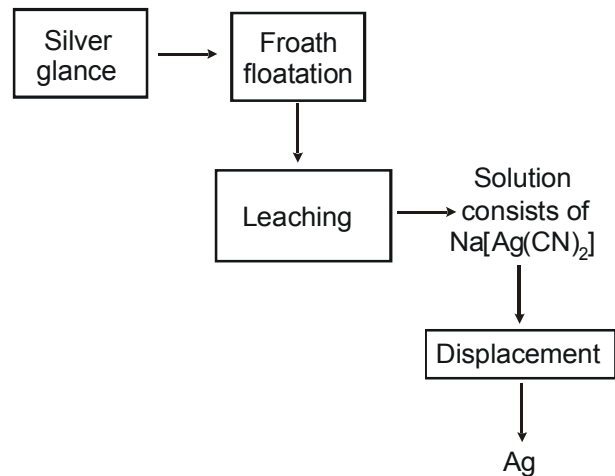 Silver
glance
Froath
floatation
Leaching
Solution
consists of
Na[Ag(CN)₂]
Displacement
Ag